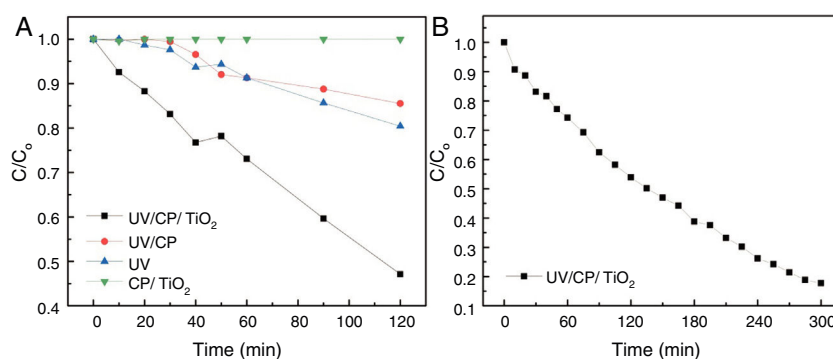 A
1.0
0.9
0.8
0.7
0.6
0.5
0.4
C/Co
UV/CP/ TiO2
UV/CP
UV
CP/ TiO2
0 20 40 60 80 100 120
Time (min)
B
1.0
0.9
0.8
0.7
0.6
0.5
0.4
0.3
0.2
0.1
C/Co
UV/CP/ TiO2
0 60 120 180 240 300
Time (min)